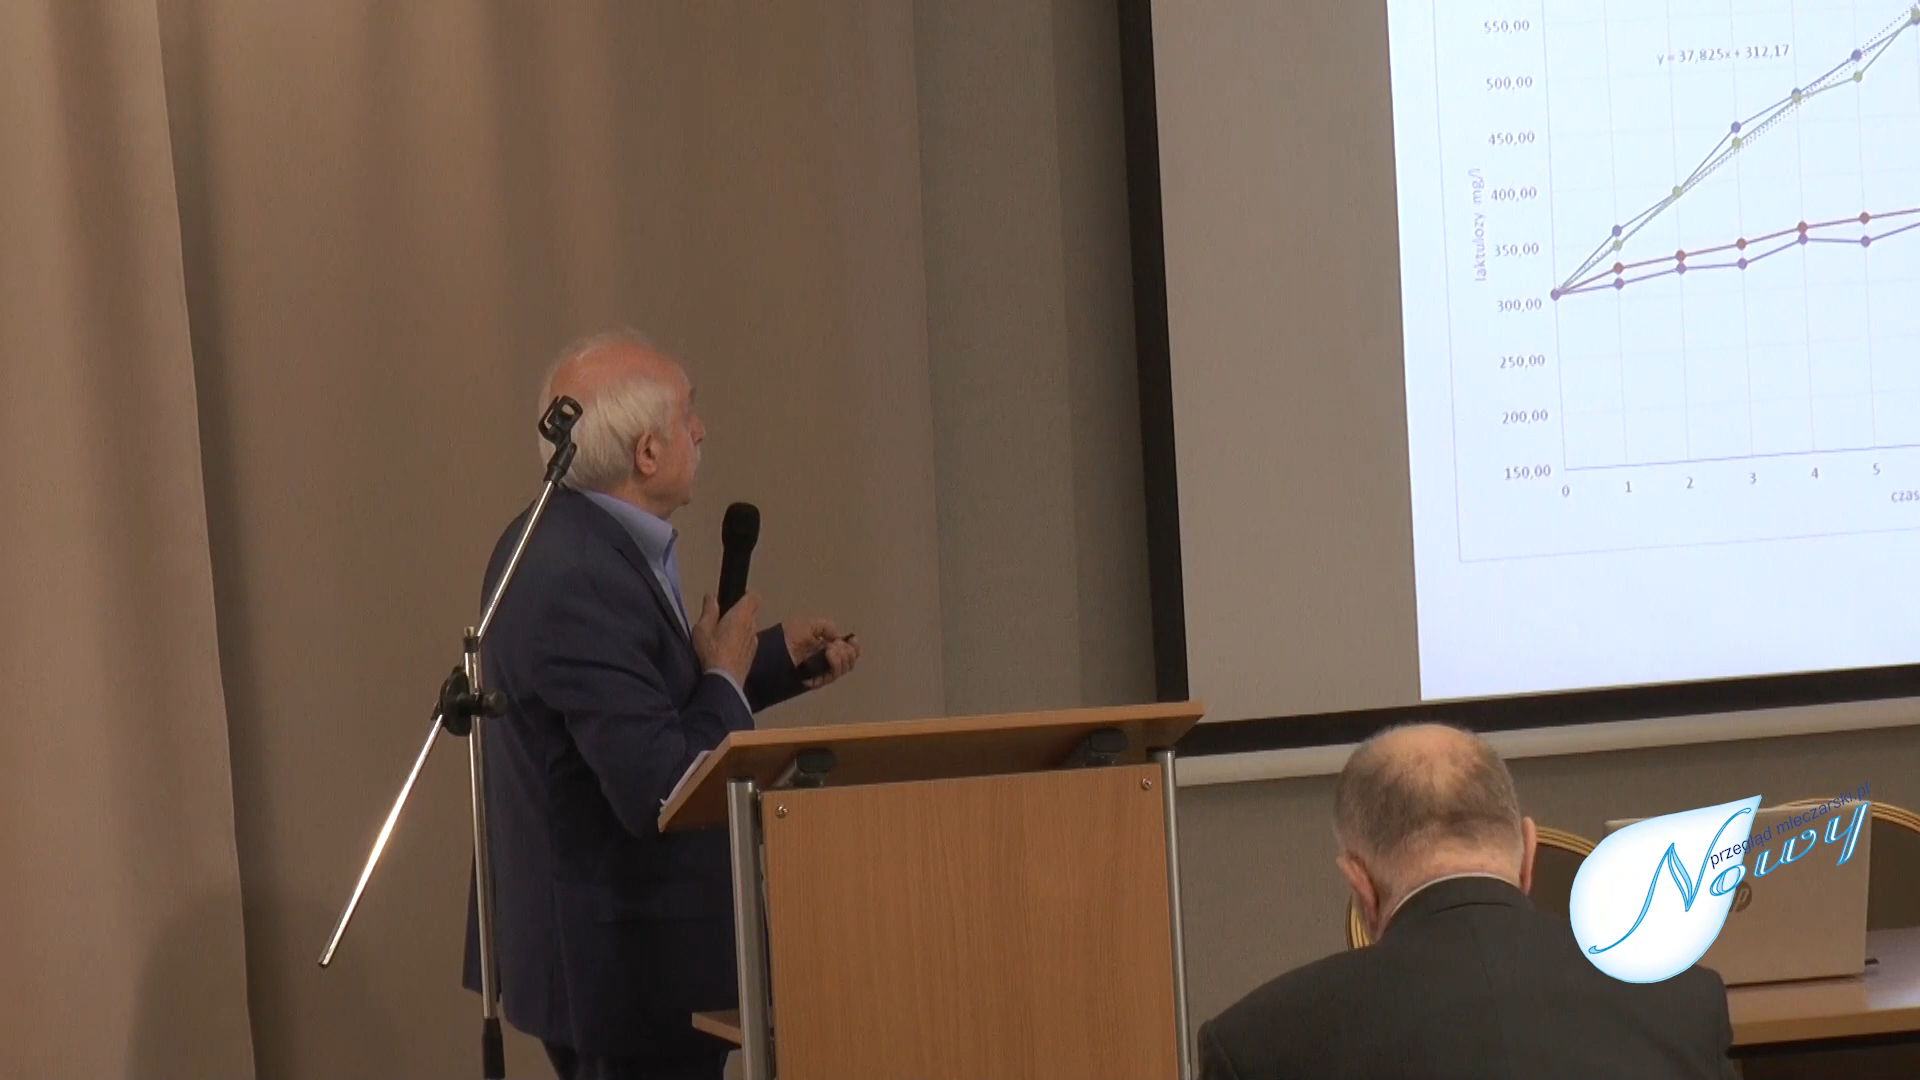 550,00
y = 37,825x + 312,17
500,00
450,00
400,00
laktulozy mg/l
350,00
300,00
250,00
200,00
150,00
0 1 2 3 4 5
czas
przegląd mleczarski.pl
Nowy
hp